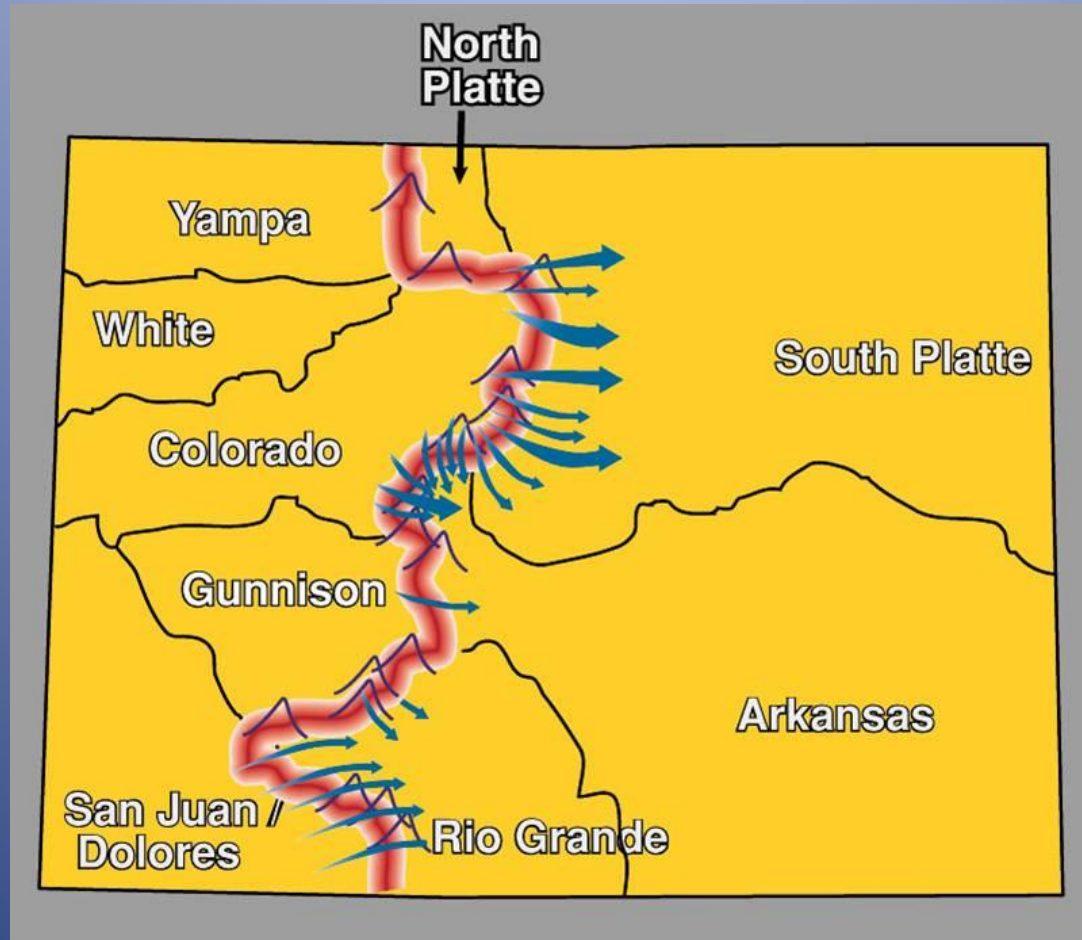 North
Platte
Yampa
White
South Platte
Colorado
Gunnison
Arkansas
San Juan /
Dolores
Rio Grande